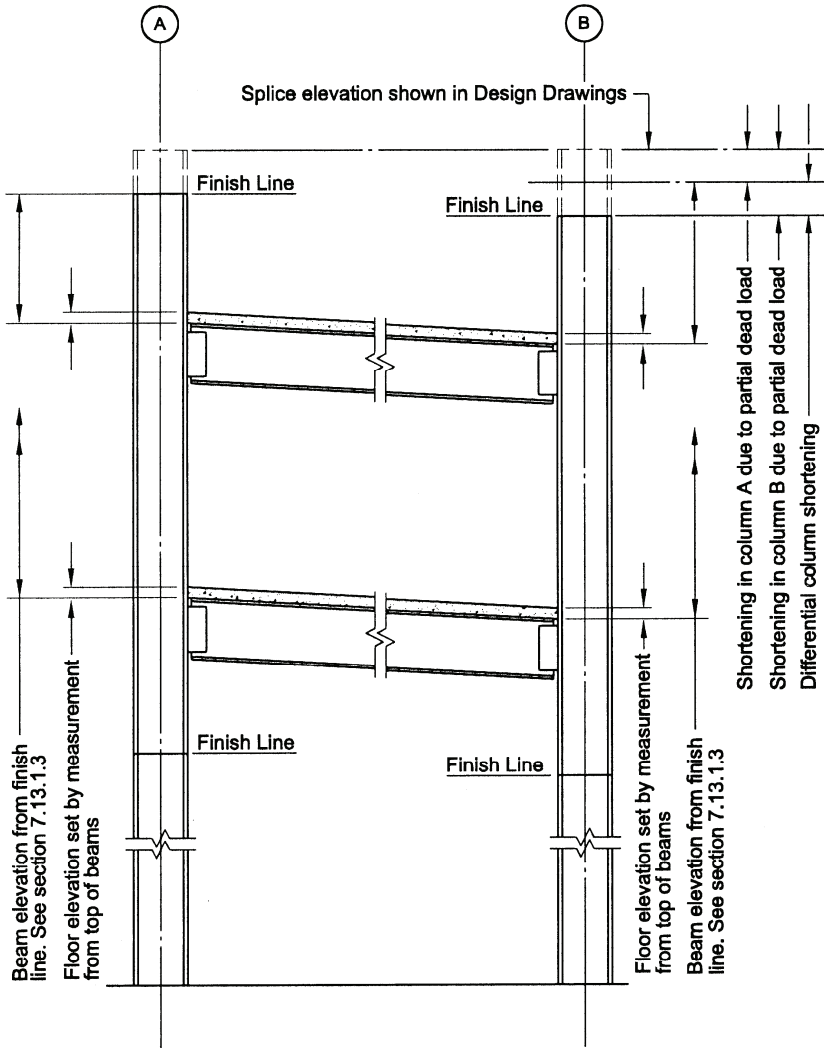 A
B
Splice elevation shown in Design Drawings
Finish Line
Finish Line
Finish Line
Finish Line
Beam elevation from finish
line. See section 7.13.1.3
Floor elevation set by measurement
from top of beams
Floor elevation set by measurement
from top of beams
Beam elevation from finish
line. See section 7.13.1.3
Shortening in column A due to partial dead load
Shortening in column B due to partial dead load
Differential column shortening